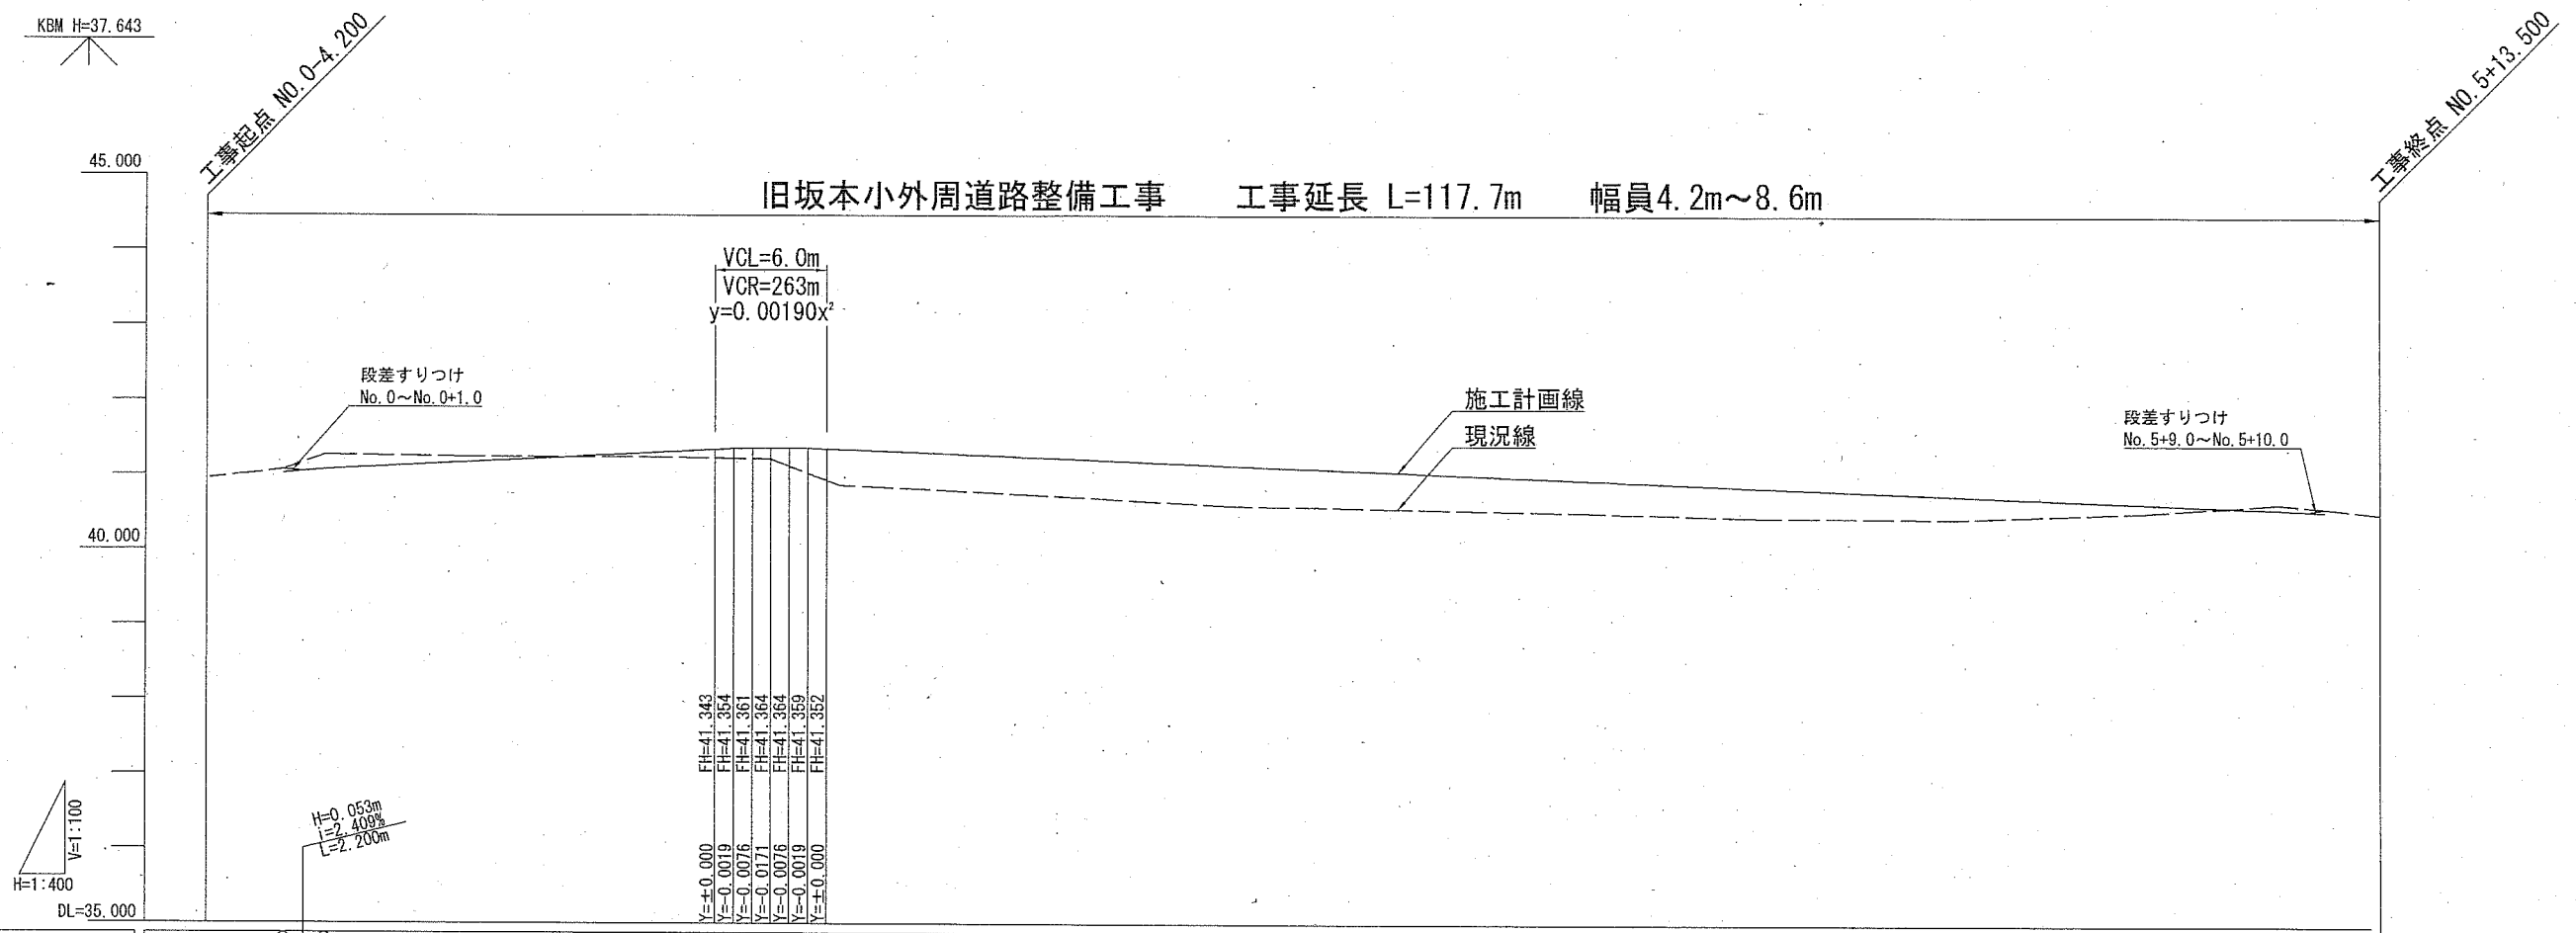 KBM H=37.643
工事起点 NO.0-4.200
工事終点 NO.5+13.500
45.000
旧坂本小外周道路整備工事 工事延長 L=117.7m 幅員4.2m～8.6m
VCL=6.0m
VCR=263m
y=0.00190x²
段差すりつけ
No.0～No.0+1.0
施工計画線
現況線
段差すりつけ
No.5+9.0～No.5+10.0
40.000
FH=41.343
FH=41.354
FH=41.361
FH=41.364
FH=41.364
FH=41.359
FH=41.352
H=0.053m
i=2.409%
L=2.200m
Y=±0.000
Y=-0.0019
Y=-0.0076
Y=-0.0171
Y=-0.0076
Y=-0.0019
Y=±0.000
V=1:100
H=1:400
DL=35.000